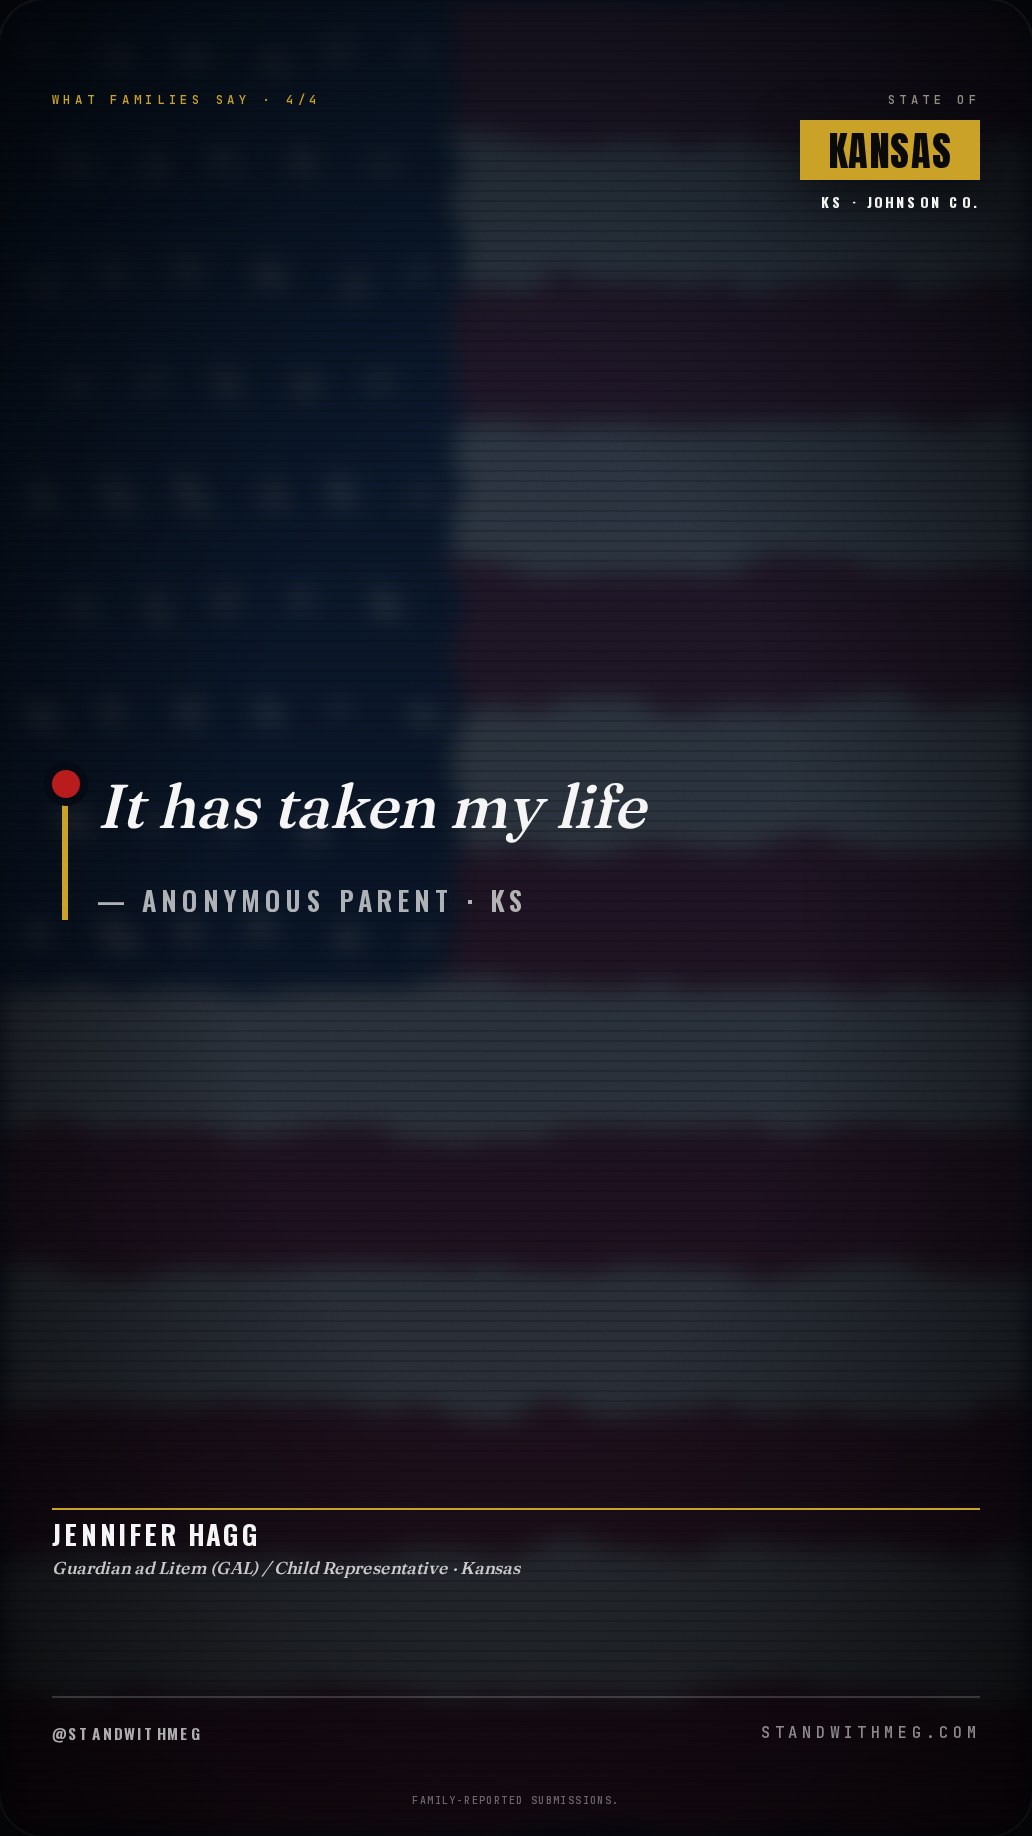 WHAT FAMILIES SAY · 4/4
STATE OF
KANSAS
KS · JOHNSON CO.
It has taken my life
— ANONYMOUS PARENT · KS
JENNIFER HAGG
Guardian ad Litem (GAL) / Child Representative · Kansas
@STANDWITHMEG
STANDWITHMEG.COM
FAMILY-REPORTED SUBMISSIONS.